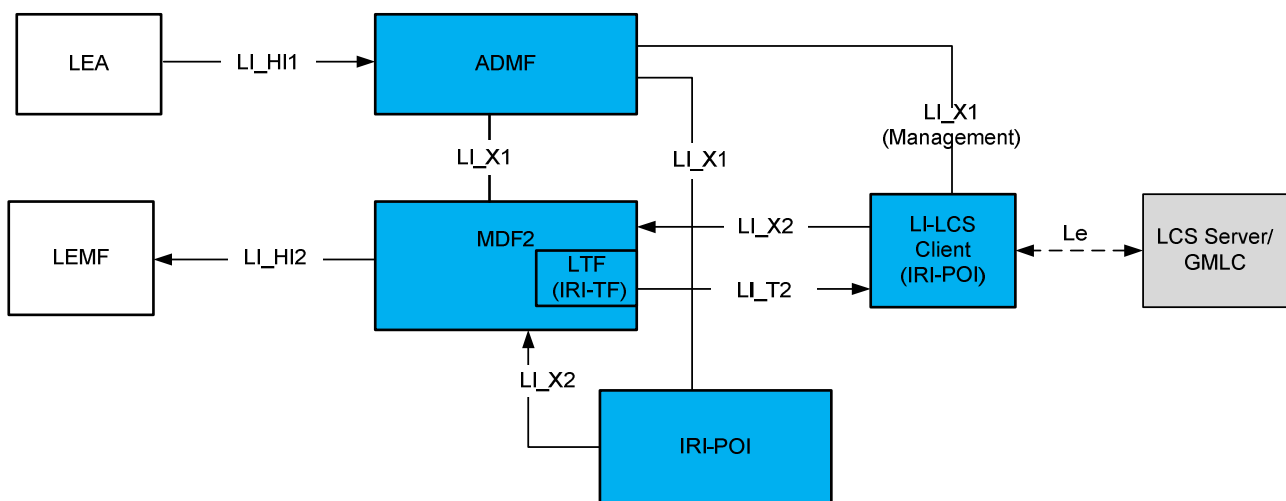 LEA
LI_HI1
ADMF
LI_X1
LI_X1
LI_X1
(Management)
LEMF
LI_HI2
MDF2
LTF
(IRI-TF)
LI_X2
LI_T2
LI-LCS
Client
(IRI-POI)
Le
LCS Server/
GMLC
LI_X2
IRI-POI